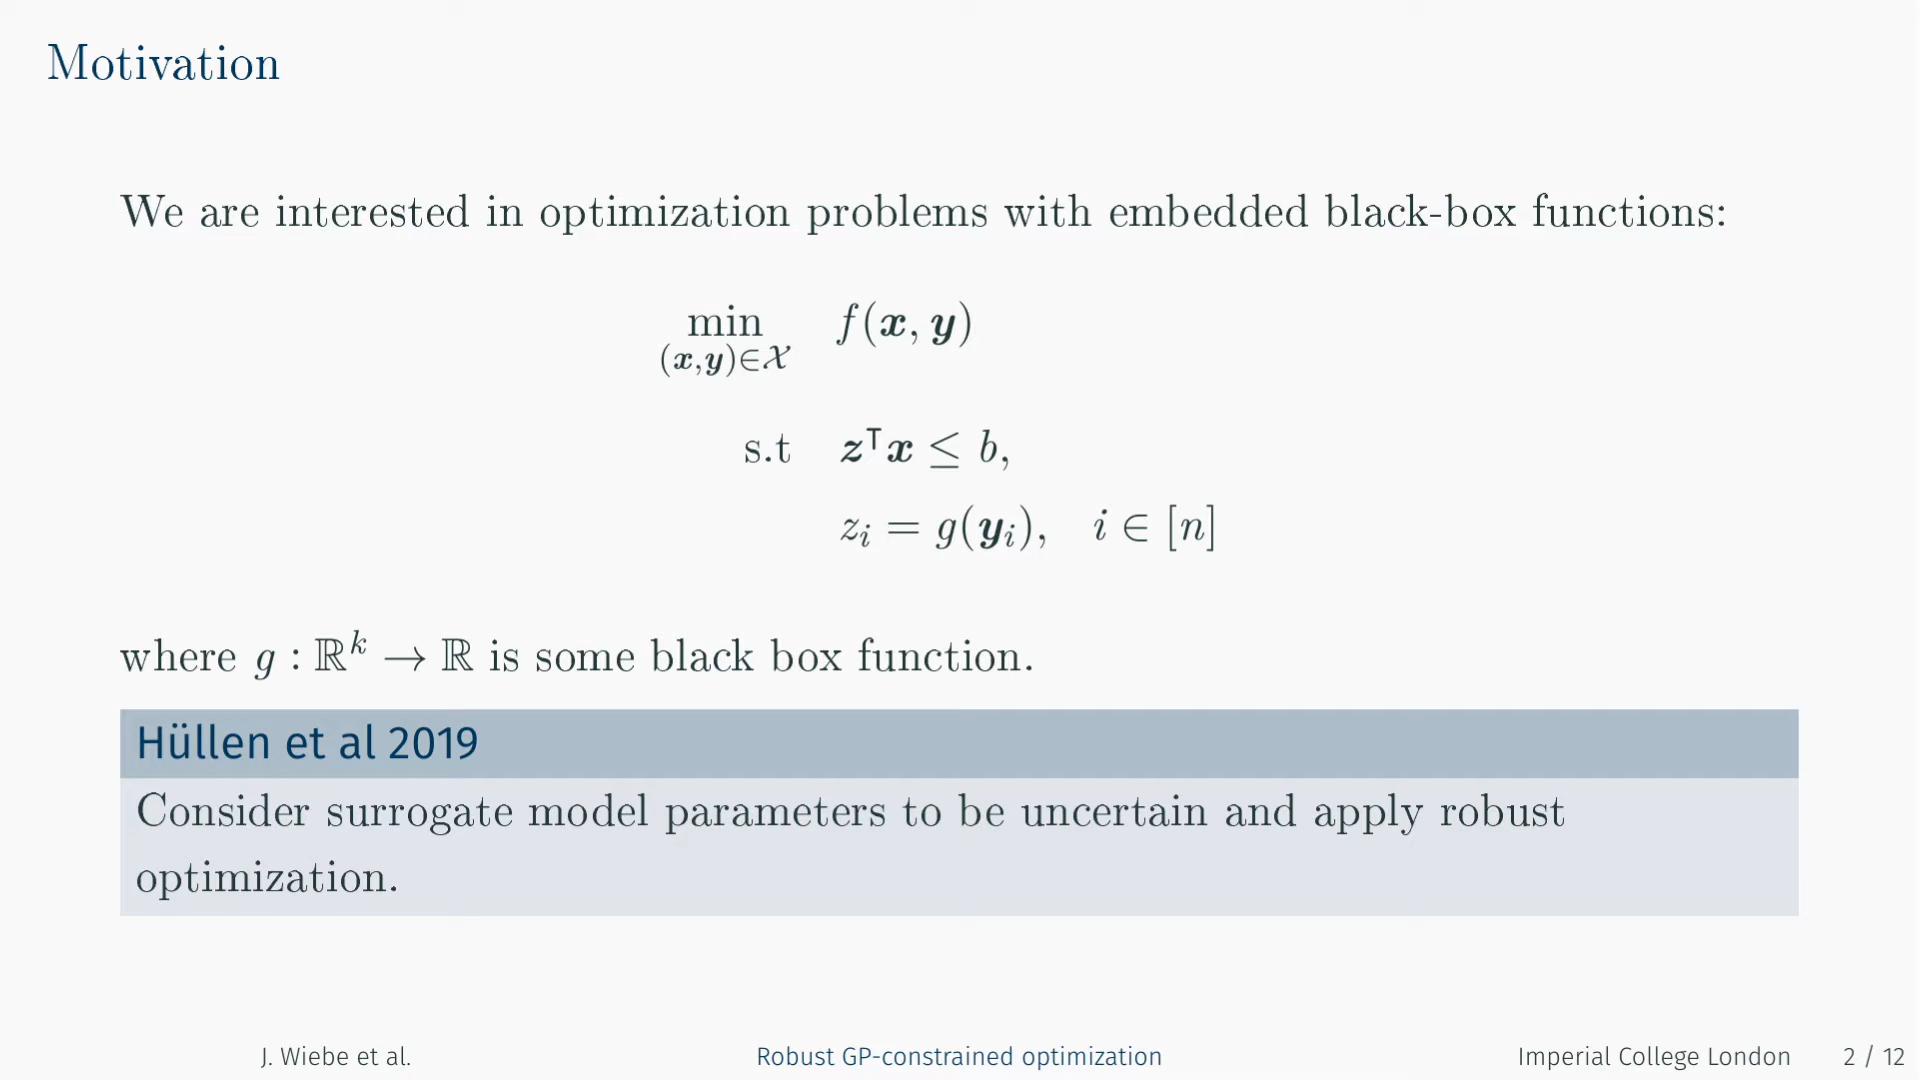 Motivation
We are interested in optimization problems with embedded black-box functions:
min f(x, y)
(x,y)∈𝒳
s.t z⊤x ≤ b,
zᵢ = g(yᵢ), i ∈ [n]
where g : ℝᵏ → ℝ is some black box function.
Hüllen et al 2019
Consider surrogate model parameters to be uncertain and apply robust
optimization.
J. Wiebe et al. Robust GP-constrained optimization Imperial College London 2 / 12